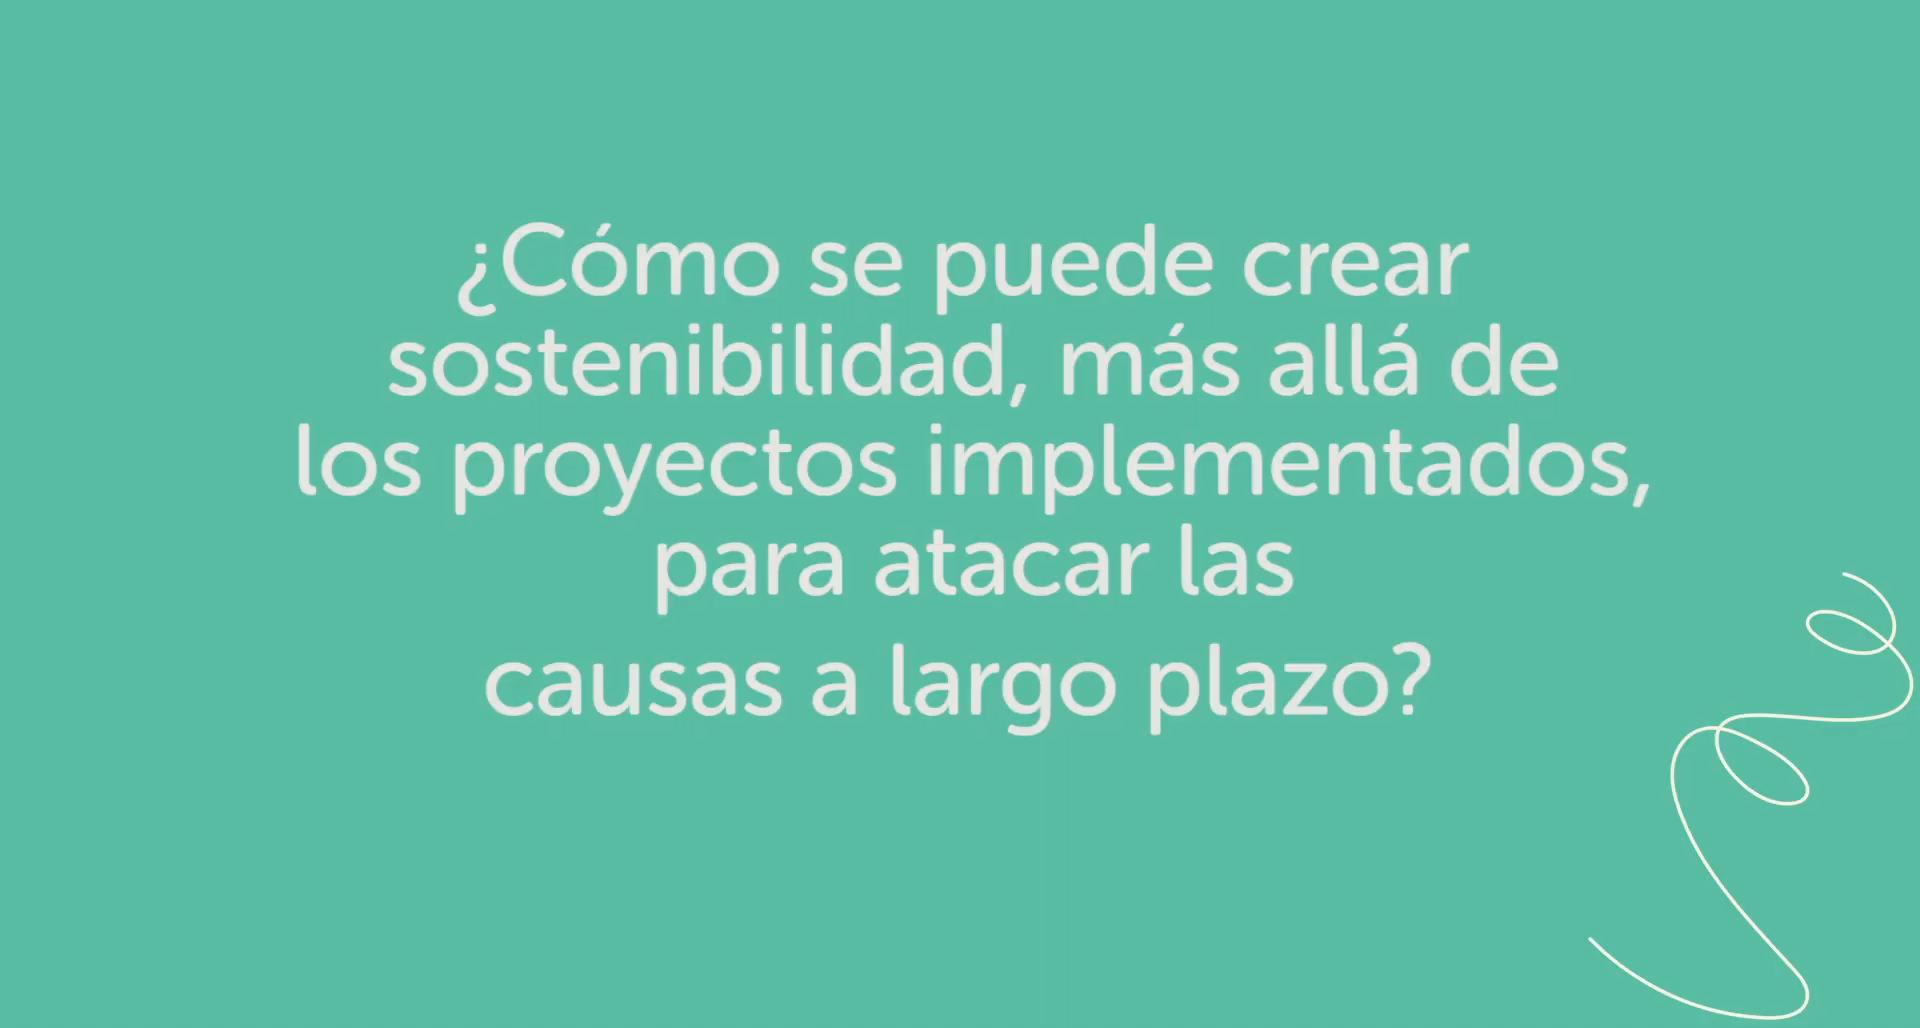 ¿Cómo se puede crear
sostenibilidad, más allá de
los proyectos implementados,
para atacar las
causas a largo plazo?